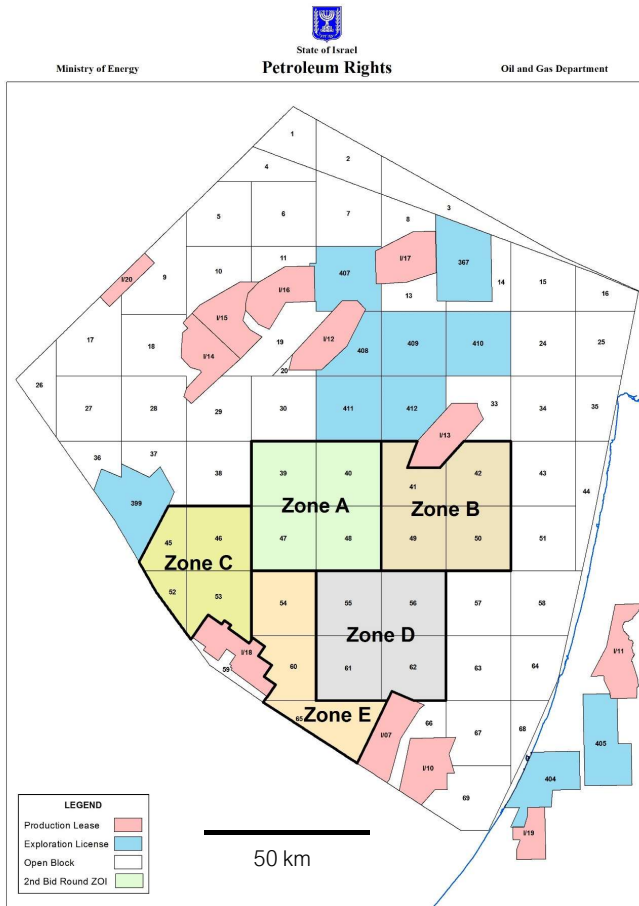 State of Israel
Ministry of Energy Petroleum Rights Oil and Gas Department
1
2
4
3
5 6 7 8
I/17 367
I/20 9 10 11 407 14 15
I/16 13 16
I/15
17 18 19 I/12
I/14 408 409 410 24 25
20
26
27 28 29 30 411 412 33 34 35
I/13
36 37 38 39 40 41 42 43
44
399 Zone A Zone B
45 46 47 48 49 50 51
Zone C
52 53 54 55 56 57 58
Zone D
I/18 60 61 62 63 64 I/11
59
Zone E
65 I/07 66 67 68 405
I/10 404
69
I/19
LEGEND
Production Lease
Exploration License
Open Block
2nd Bid Round ZOI
50 km